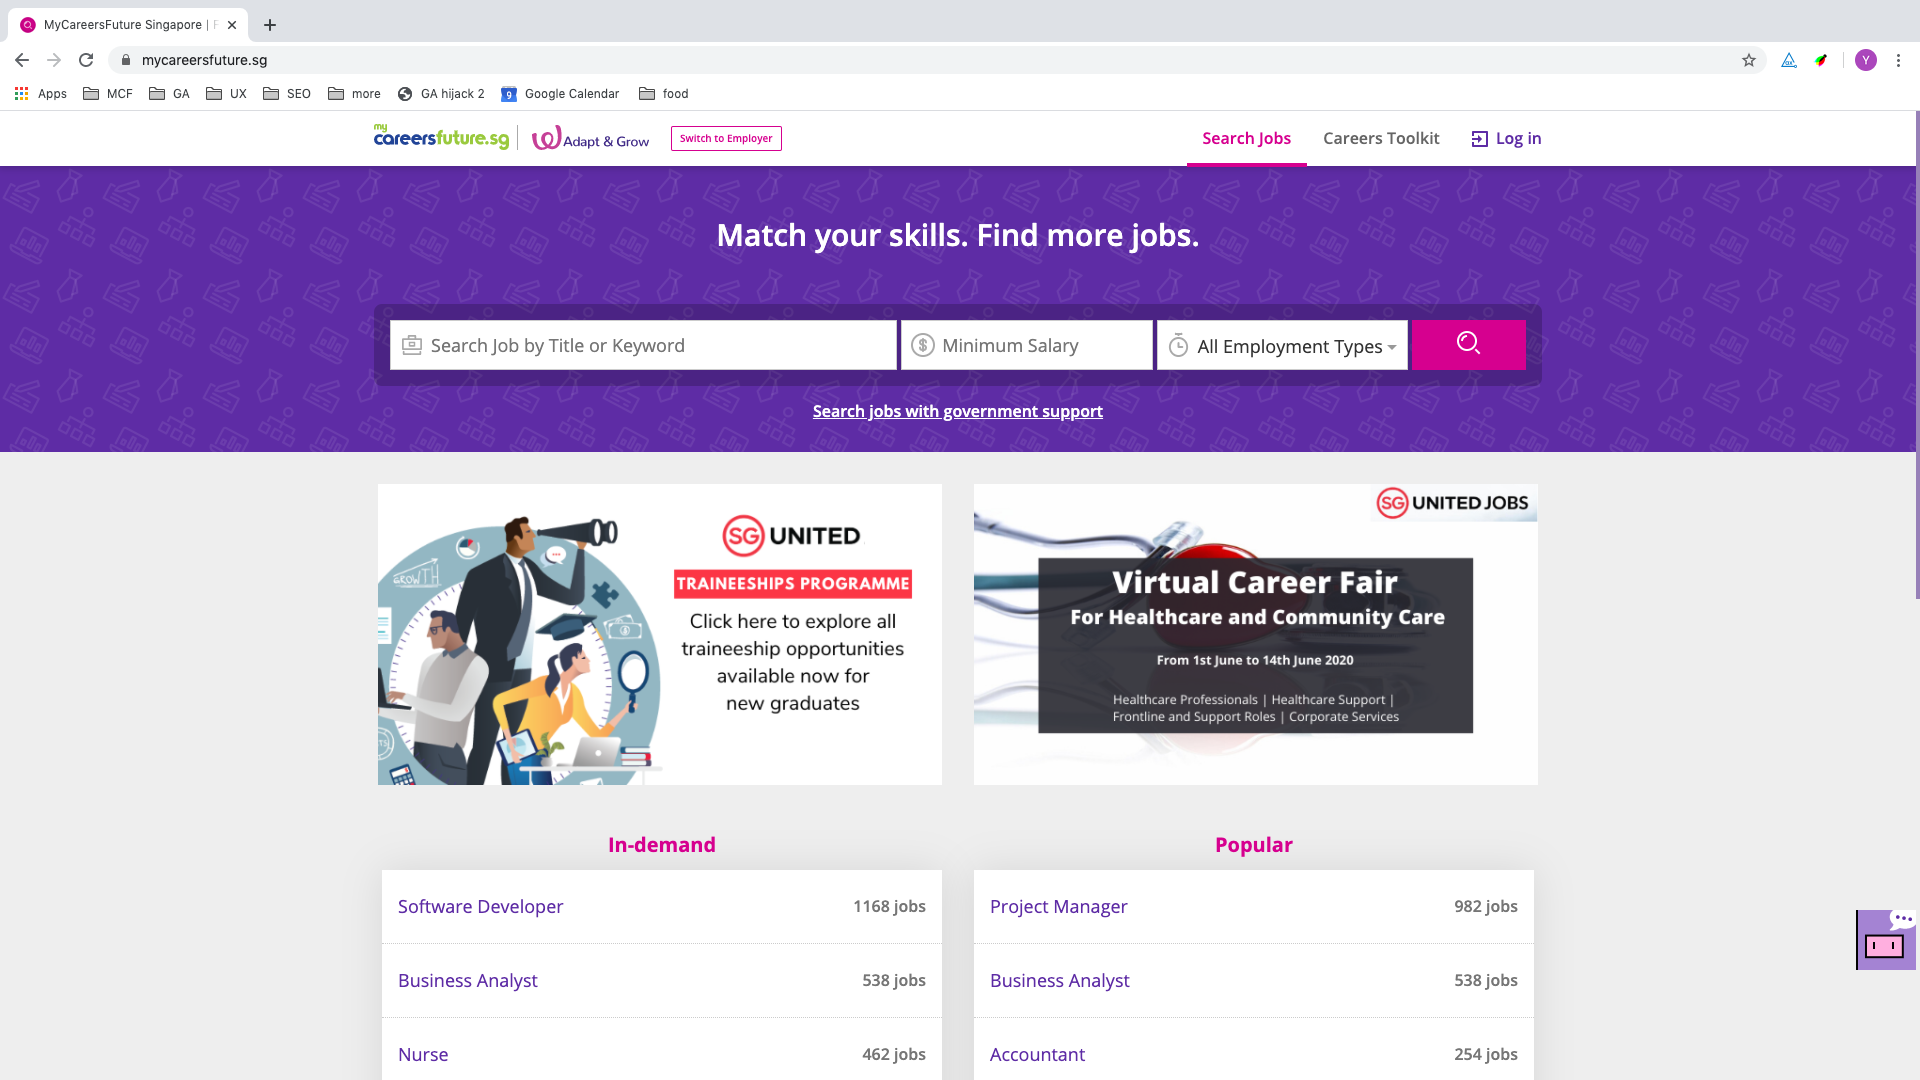 MyCareersFuture Singapore | F
mycareersfuture.sg
Y
Apps
MCF
GA
UX
SEO
more
GA hijack 2
9
Google Calendar
food
my
careersfuture.sg
Adapt & Grow
Switch to Employer
Search Jobs
Careers Toolkit
Log in
Match your skills. Find more jobs.
Search Job by Title or Keyword
$
Minimum Salary
All Employment Types
Search jobs with government support
GROWTH
SG UNITED
TRAINEESHIPS PROGRAMME
Click here to explore all
traineeship opportunities
available now for
new graduates
SG UNITED JOBS
Virtual Career Fair
For Healthcare and Community Care
From 1st June to 14th June 2020
Healthcare Professionals | Healthcare Support |
Frontline and Support Roles | Corporate Services
In-demand
Software Developer 1168 jobs
Business Analyst 538 jobs
Nurse 462 jobs
Popular
Project Manager 982 jobs
Business Analyst 538 jobs
Accountant 254 jobs